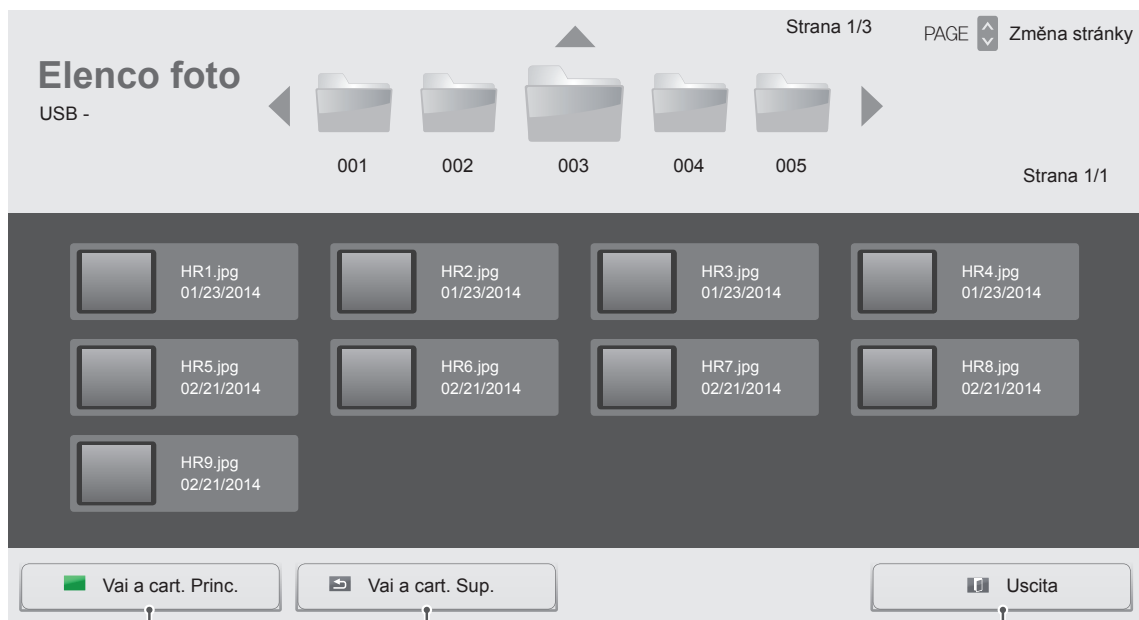 Strana 1/3
PAGE Změna stránky
Elenco foto
USB -
001 002 003 004 005
Strana 1/1
HR1.jpg
01/23/2014
HR2.jpg
01/23/2014
HR3.jpg
01/23/2014
HR4.jpg
01/23/2014
HR5.jpg
02/21/2014
HR6.jpg
02/21/2014
HR7.jpg
02/21/2014
HR8.jpg
02/21/2014
HR9.jpg
02/21/2014
Vai a cart. Princ.
Vai a cart. Sup.
Uscita